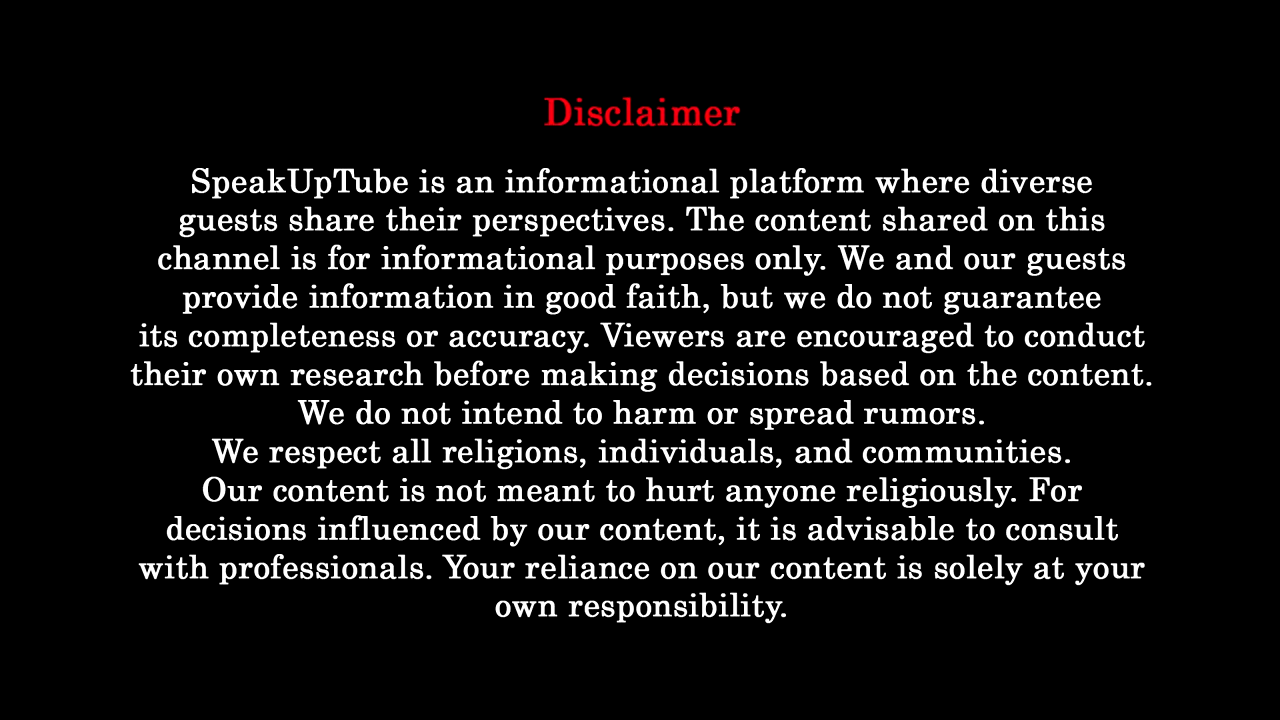 Disclaimer
SpeakUpTube is an informational platform where diverse
guests share their perspectives. The content shared on this
channel is for informational purposes only. We and our guests
provide information in good faith, but we do not guarantee
its completeness or accuracy. Viewers are encouraged to conduct
their own research before making decisions based on the content.
We do not intend to harm or spread rumors.
We respect all religions, individuals, and communities.
Our content is not meant to hurt anyone religiously. For
decisions influenced by our content, it is advisable to consult
with professionals. Your reliance on our content is solely at your
own responsibility.